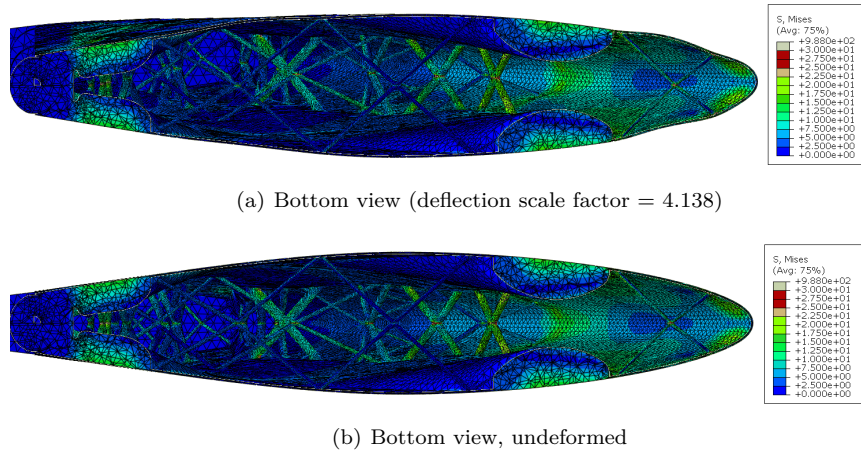 S, Mises
(Avg: 75%)
+9.880e+02
+3.000e+01
+2.750e+01
+2.500e+01
+2.250e+01
+2.000e+01
+1.750e+01
+1.500e+01
+1.250e+01
+1.000e+01
+7.500e+00
+5.000e+00
+2.500e+00
+0.000e+00
(a) Bottom view (deflection scale factor = 4.138)
S, Mises
(Avg: 75%)
+9.880e+02
+3.000e+01
+2.750e+01
+2.500e+01
+2.250e+01
+2.000e+01
+1.750e+01
+1.500e+01
+1.250e+01
+1.000e+01
+7.500e+00
+5.000e+00
+2.500e+00
+0.000e+00
(b) Bottom view, undeformed